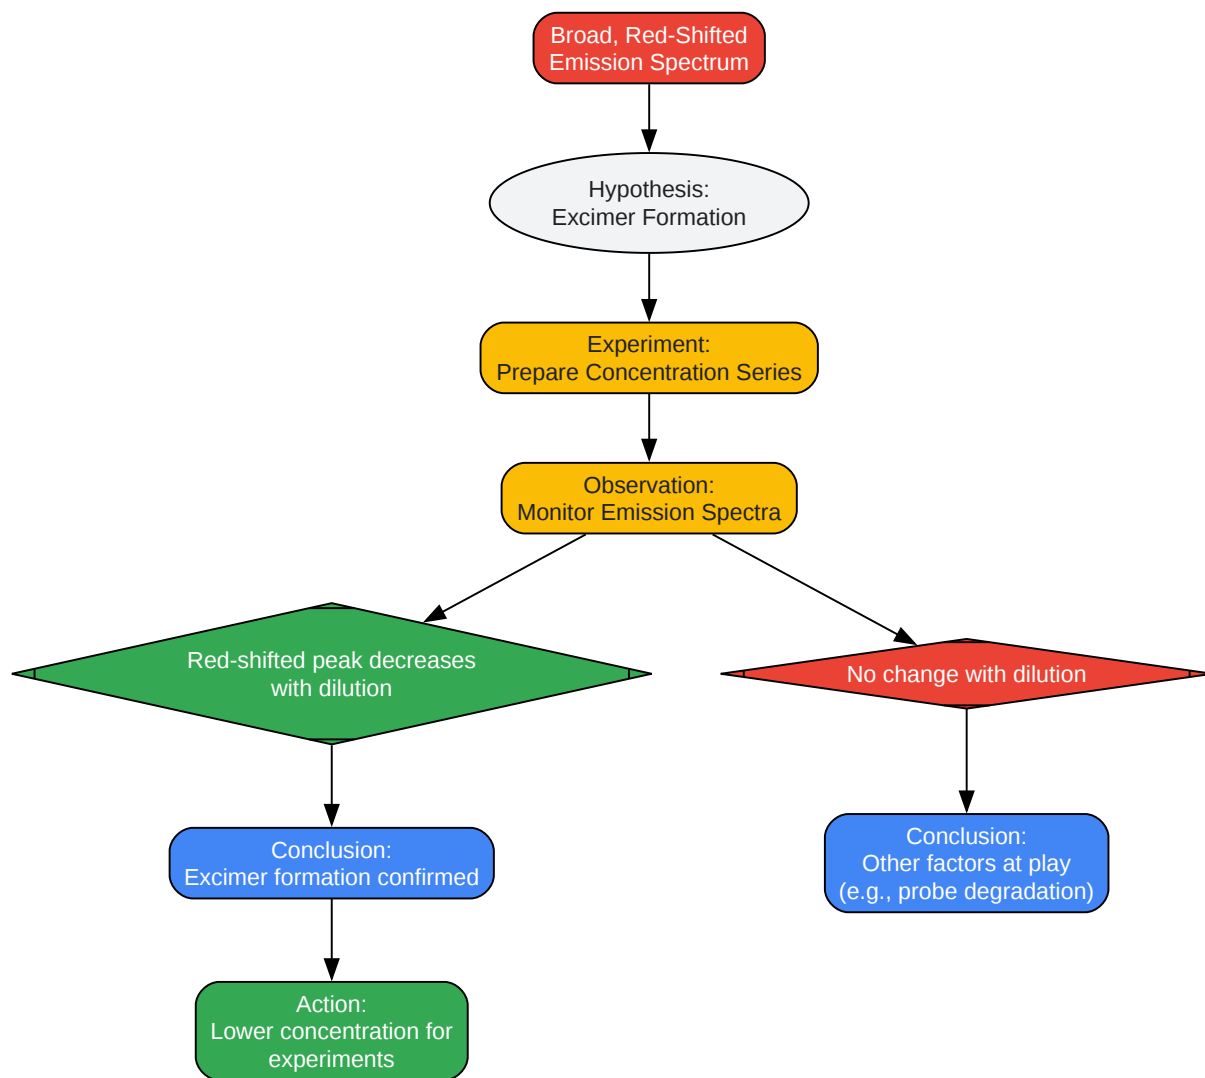 Broad, Red-Shifted
Emission Spectrum
Hypothesis:
Excimer Formation
Experiment:
Prepare Concentration Series
Observation:
Monitor Emission Spectra
Red-shifted peak decreases
with dilution
No change with dilution
Conclusion:
Excimer formation confirmed
Conclusion:
Other factors at play
(e.g., probe degradation)
Action:
Lower concentration for
experiments